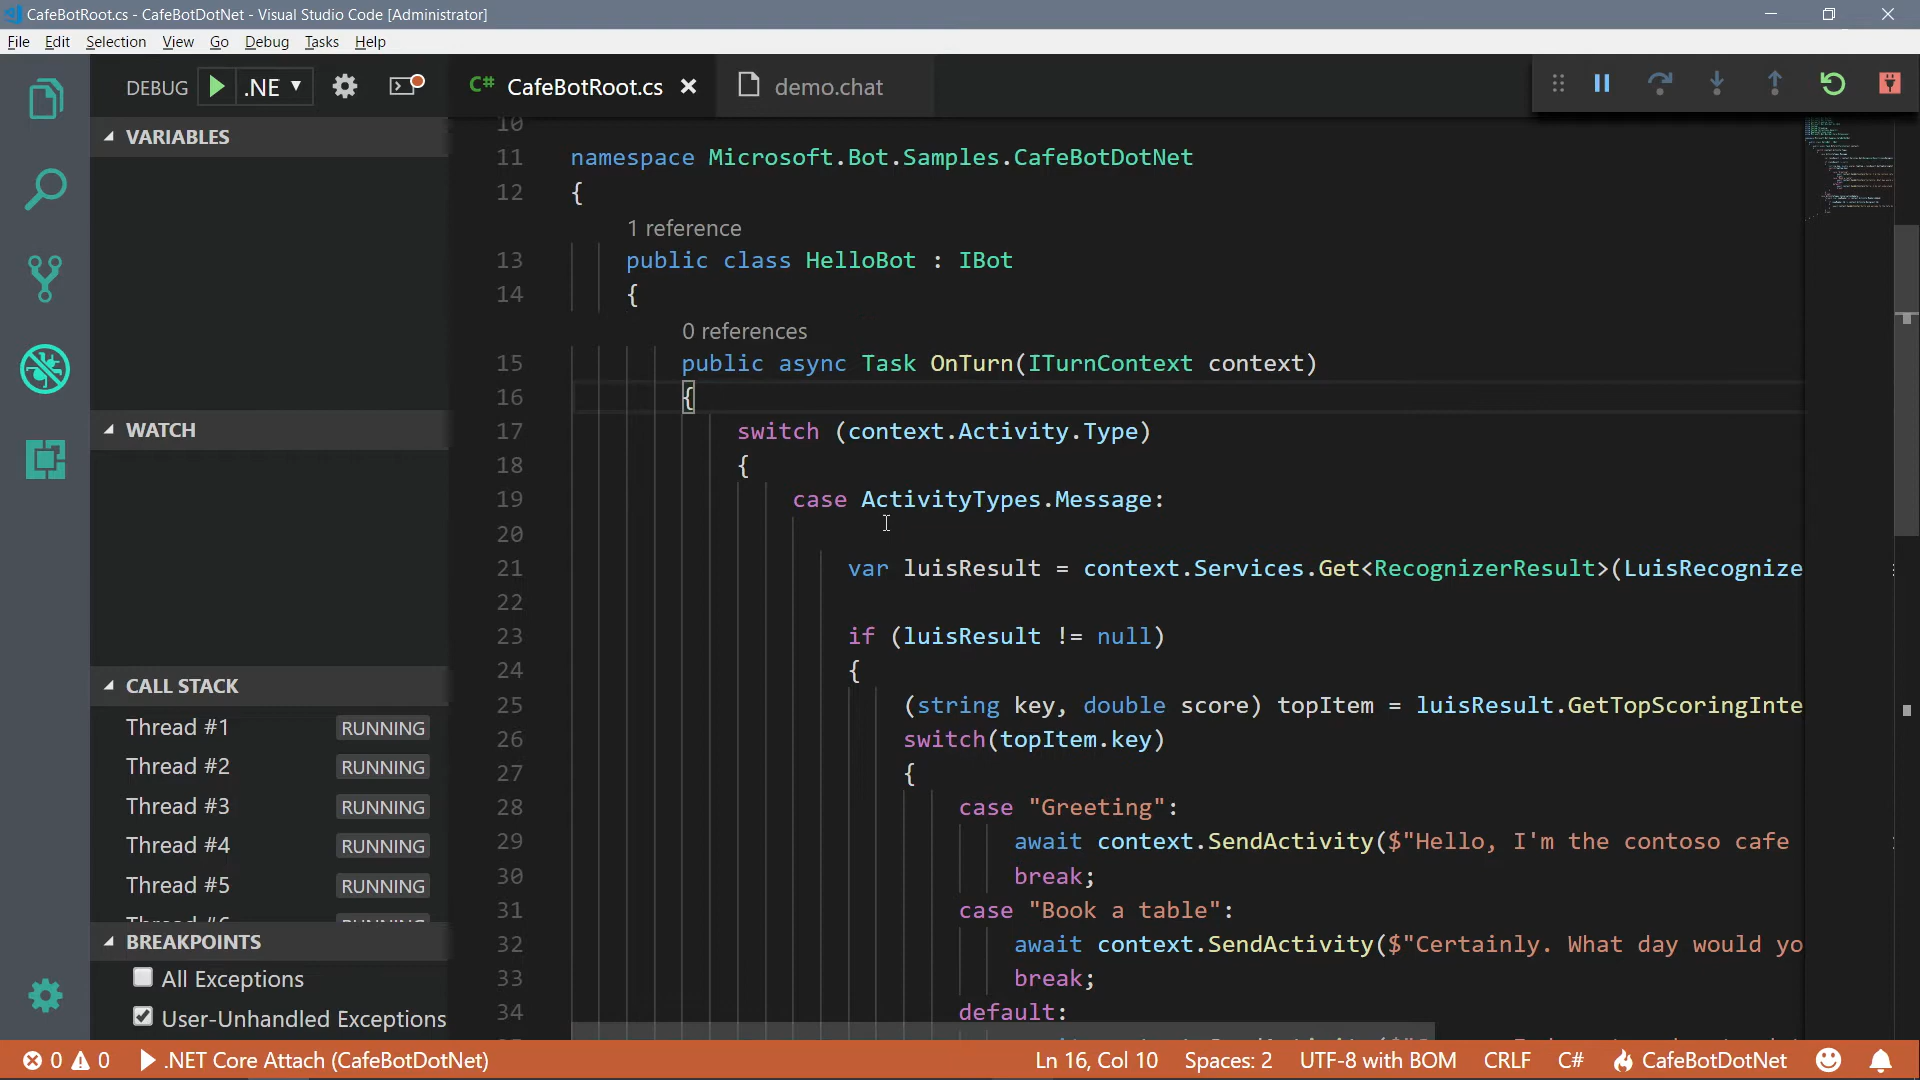 CafeBotRoot.cs - CafeBotDotNet - Visual Studio Code [Administrator]
File Edit Selection View Go Debug Tasks Help
DEBUG .NE
C# CafeBotRoot.cs
demo.chat
VARIABLES
WATCH
CALL STACK
Thread #1 RUNNING
Thread #2 RUNNING
Thread #3 RUNNING
Thread #4 RUNNING
Thread #5 RUNNING
Thread #6 RUNNING
BREAKPOINTS
All Exceptions
User-Unhandled Exceptions
10
11 namespace Microsoft.Bot.Samples.CafeBotDotNet
12 {
1 reference
13 public class HelloBot : IBot
14 {
0 references
15 public async Task OnTurn(ITurnContext context)
16 {
17 switch (context.Activity.Type)
18 {
19 case ActivityTypes.Message:
20
21 var luisResult = context.Services.Get<RecognizerResult>(LuisRecognize
22
23 if (luisResult != null)
24 {
25 (string key, double score) topItem = luisResult.GetTopScoringInte
26 switch(topItem.key)
27 {
28 case "Greeting":
29 await context.SendActivity($"Hello, I'm the contoso cafe
30 break;
31 case "Book a table":
32 await context.SendActivity($"Certainly. What day would yo
33 break;
34 default:
0 0 .NET Core Attach (CafeBotDotNet) Ln 16, Col 10 Spaces: 2 UTF-8 with BOM CRLF C# CafeBotDotNet